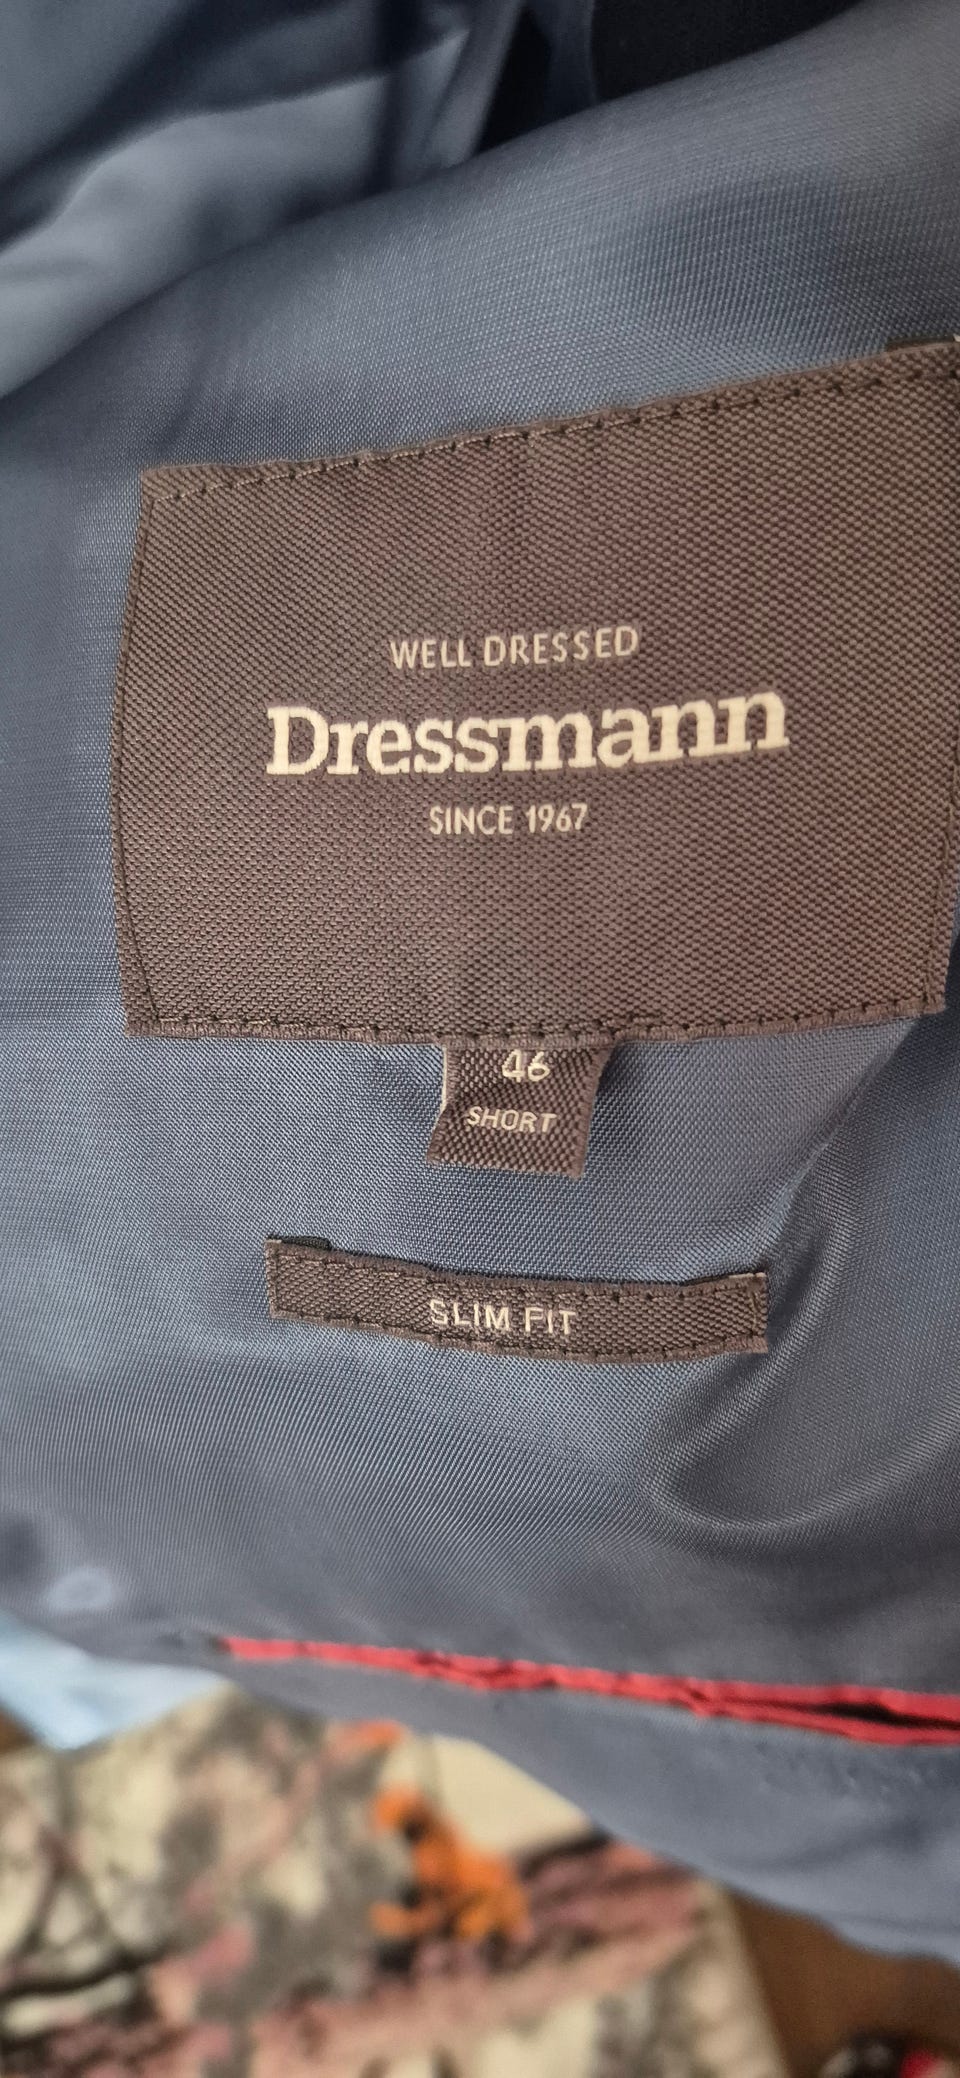 WELL DRESSED
Dressmann
SINCE 1967
46
SHORT
SLIM FIT